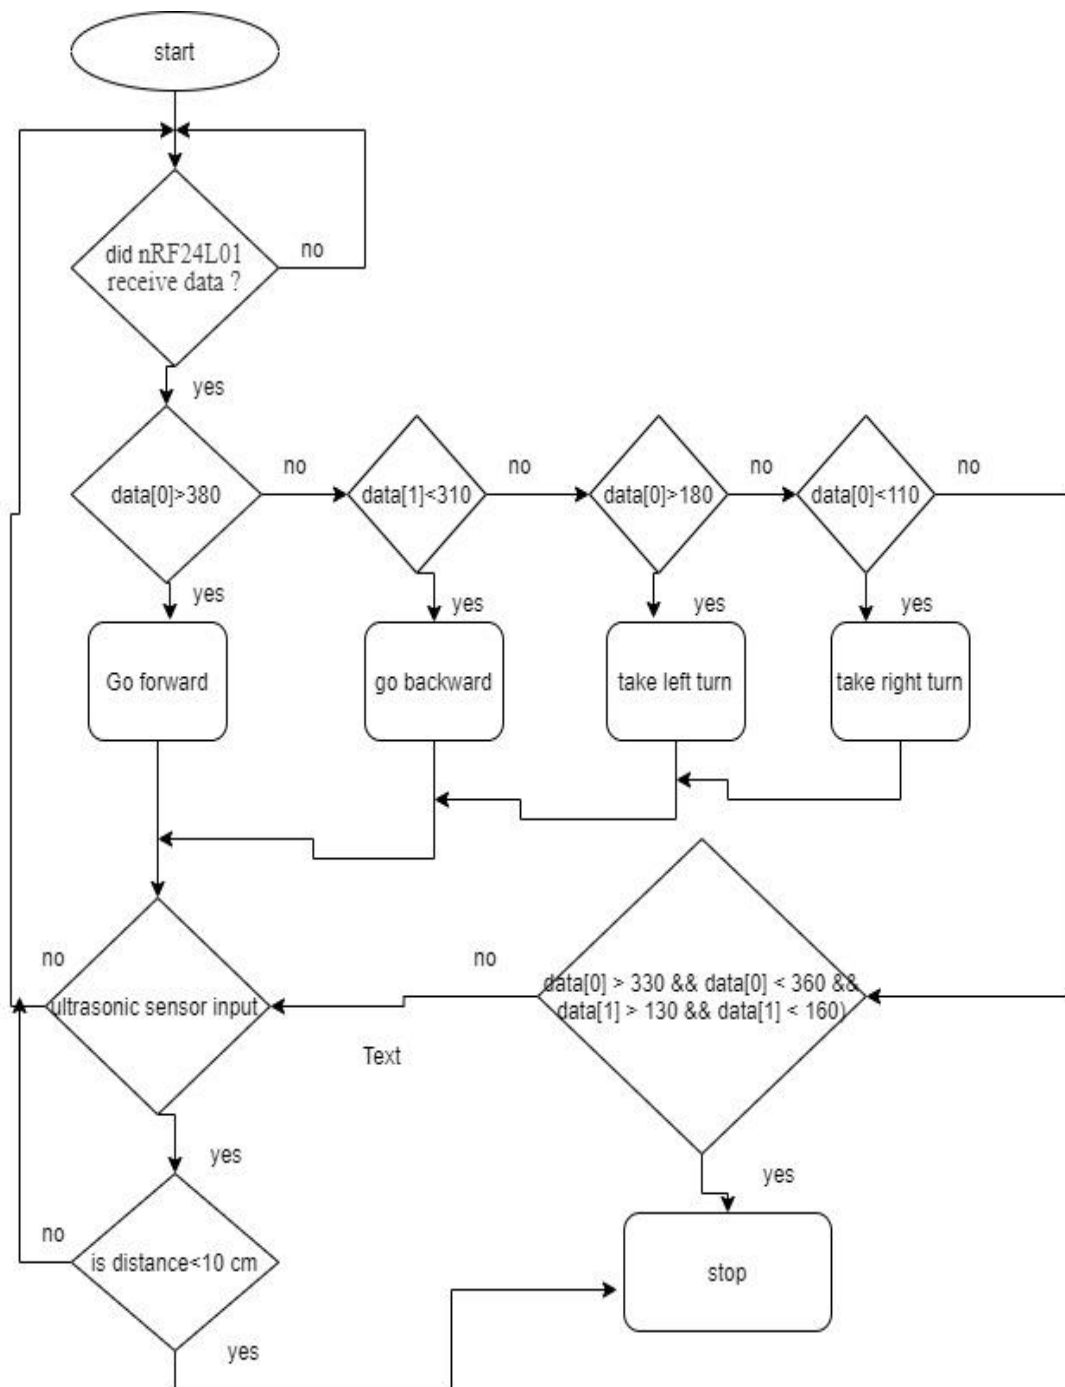 start
did nRF24L01
receive data ?
no
yes
data[0]>380
no
data[1]<310
no
data[0]>180
no
data[0]<110
no
yes
yes
yes
yes
Go forward
go backward
take left turn
take right turn
no
ultrasonic sensor input
no
data[0] > 330 && data[0] < 360 &&
data[1] > 130 && data[1] < 160)
Text
yes
yes
no
is distance<10 cm
stop
yes